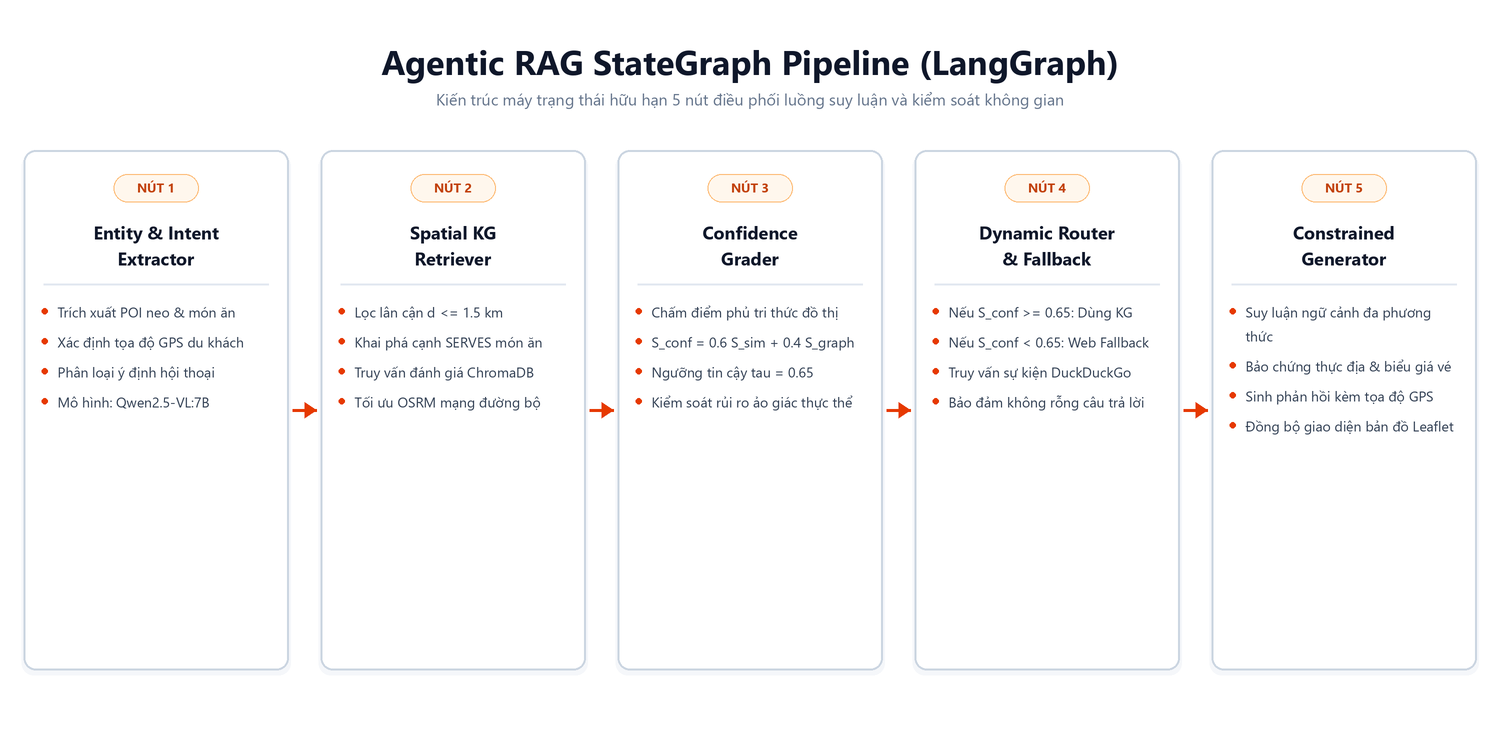 Agentic RAG StateGraph Pipeline (LangGraph)
Kiến trúc máy trạng thái hữu hạn 5 nút điều phối luồng suy luận và kiểm soát không gian
NÚT 1
Entity & Intent
Extractor
Trích xuất POI neo & món ăn
Xác định tọa độ GPS du khách
Phân loại ý định hội thoại
Mô hình: Qwen2.5-VL:7B
NÚT 2
Spatial KG
Retriever
Lọc lân cận d <= 1.5 km
Khai phá cạnh SERVES món ăn
Truy vấn đánh giá ChromaDB
Tối ưu OSRM mạng đường bộ
NÚT 3
Confidence
Grader
Chấm điểm phủ tri thức đồ thị
S_conf = 0.6 S_sim + 0.4 S_graph
Ngưỡng tin cậy tau = 0.65
Kiểm soát rủi ro ảo giác thực thể
NÚT 4
Dynamic Router
& Fallback
Nếu S_conf >= 0.65: Dùng KG
Nếu S_conf < 0.65: Web Fallback
Truy vấn sự kiện DuckDuckGo
Bảo đảm không rỗng câu trả lời
NÚT 5
Constrained
Generator
Suy luận ngữ cảnh đa phương
thức
Bảo chứng thực địa & biểu giá vé
Sinh phản hồi kèm tọa độ GPS
Đồng bộ giao diện bản đồ Leaflet